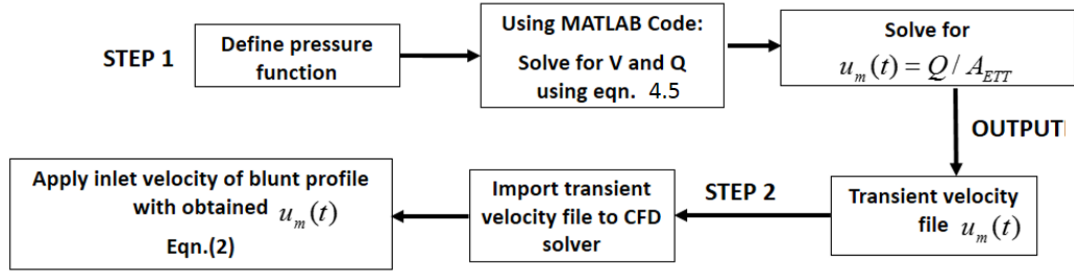 STEP 1
Define pressure
function
Using MATLAB Code:
Solve for V and Q
using eqn. 4.5
Solve for
u_m(t) = Q / A_{ETT}
OUTPUT
Transient velocity
file u_m(t)
STEP 2
Import transient
velocity file to CFD
solver
Apply inlet velocity of blunt profile
with obtained u_m(t)
Eqn.(2)